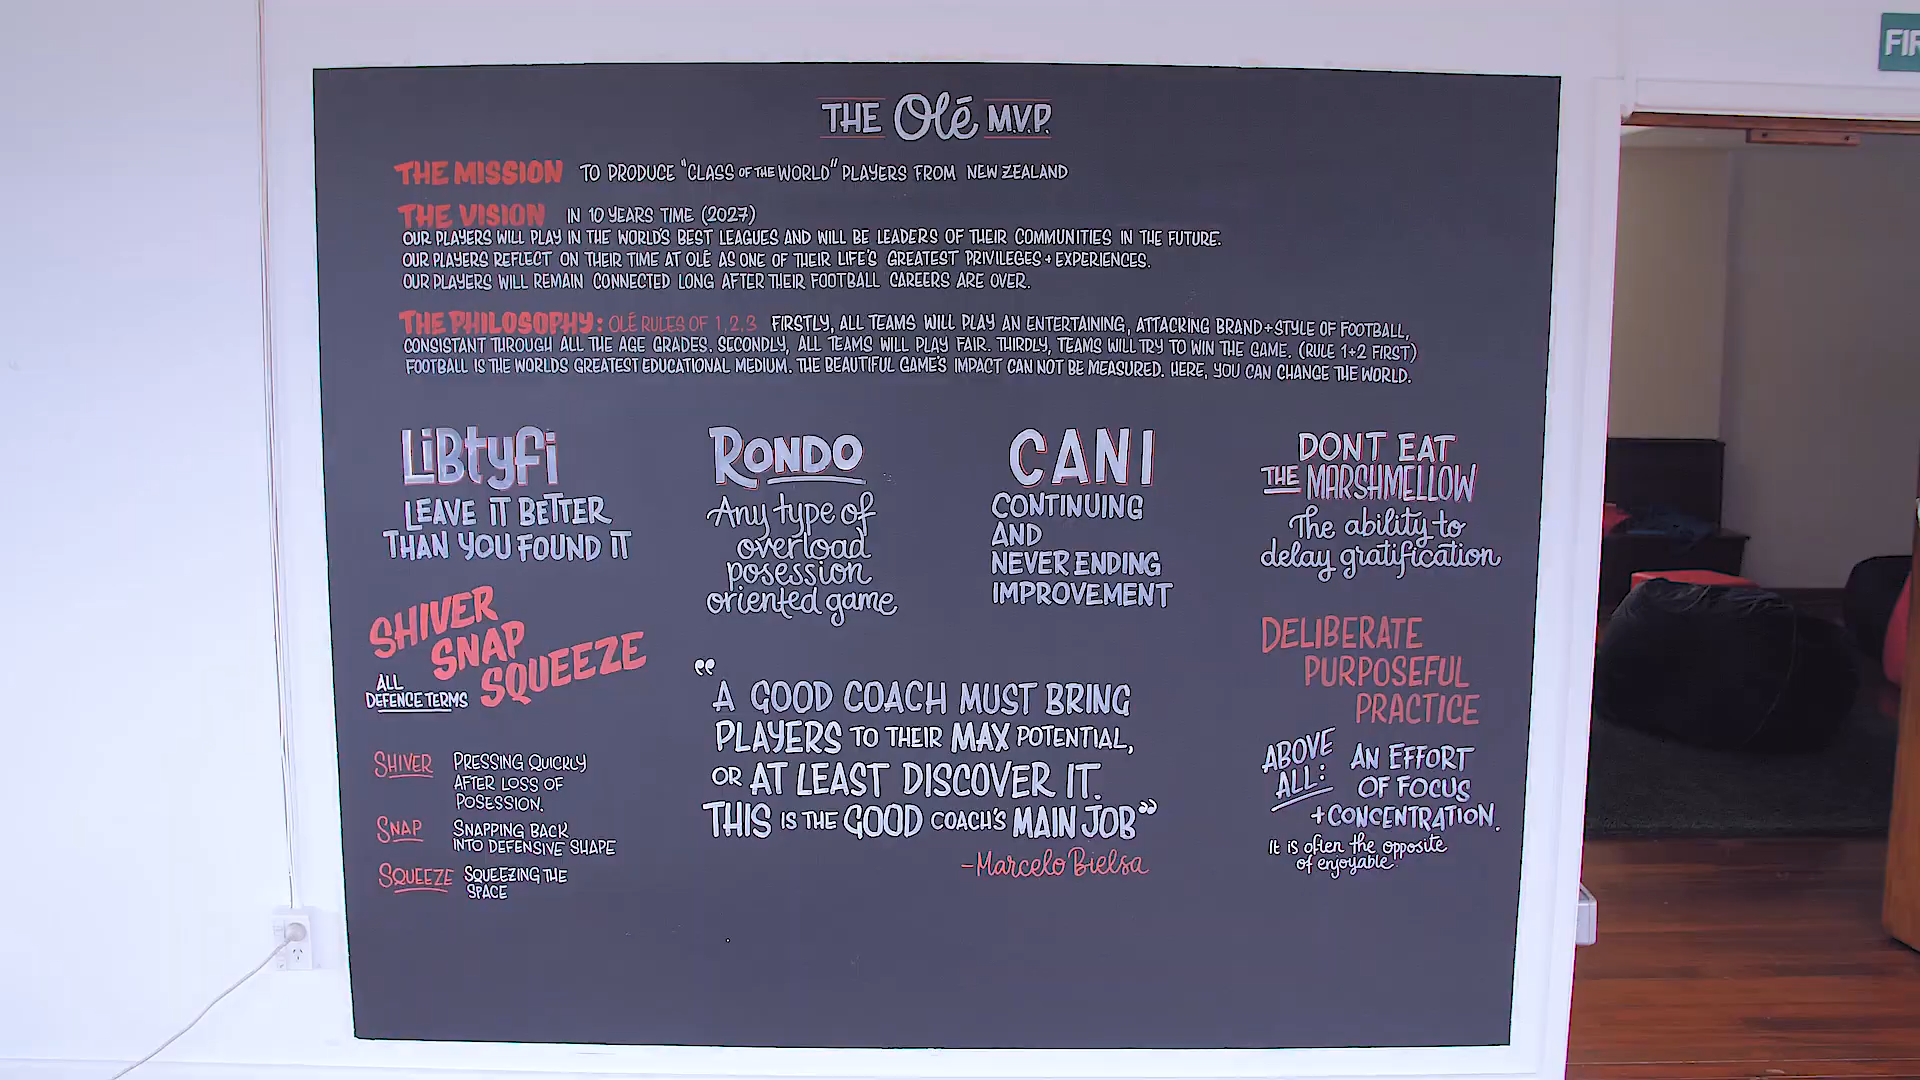 THE Olé M.V.P.
THE MISSION TO PRODUCE "CLASS OF THE WORLD" PLAYERS FROM NEW ZEALAND
THE VISION IN 10 YEARS TIME (2027)
OUR PLAYERS WILL PLAY IN THE WORLD'S BEST LEAGUES AND WILL BE LEADERS OF THEIR COMMUNITIES IN THE FUTURE.
OUR PLAYERS REFLECT ON THEIR TIME AT OLÉ AS ONE OF THEIR LIFE'S GREATEST PRIVILEGES + EXPERIENCES.
OUR PLAYERS WILL REMAIN CONNECTED LONG AFTER THEIR FOOTBALL CAREERS ARE OVER.
THE PHILOSOPHY: OLÉ RULES OF 1,2,3 FIRSTLY, ALL TEAMS WILL PLAY AN ENTERTAINING, ATTACKING BRAND + STYLE OF FOOTBALL,
CONSISTANT THROUGH ALL THE AGE GRADES. SECONDLY, ALL TEAMS WILL PLAY FAIR. THIRDLY, TEAMS WILL TRY TO WIN THE GAME. (RULE 1+2 FIRST)
FOOTBALL IS THE WORLDS GREATEST EDUCATIONAL MEDIUM. THE BEAUTIFUL GAME'S IMPACT CAN NOT BE MEASURED. HERE, YOU CAN CHANGE THE WORLD.
LiBtyfi
LEAVE IT BETTER
THAN YOU FOUND IT
RONDO
Any type of
overload
posession
oriented game
CANI
CONTINUING
AND
NEVER ENDING
IMPROVEMENT
DONT EAT
THE MARSHMELLOW
The ability to
delay gratification
SHIVER
SNAP
SQUEEZE
ALL
DEFENCE TERMS
SHIVER PRESSING QUICKLY
AFTER LOSS OF
POSESSION.
SNAP SNAPPING BACK
INTO DEFENSIVE SHAPE
SQUEEZE SQUEEZING THE
SPACE
"A GOOD COACH MUST BRING
PLAYERS TO THEIR MAX POTENTIAL,
OR AT LEAST DISCOVER IT.
THIS IS THE GOOD COACH'S MAIN JOB"
-Marcelo Bielsa
DELIBERATE
PURPOSEFUL
PRACTICE
ABOVE ALL: AN EFFORT
OF FOCUS
+ CONCENTRATION.
It is often the opposite
of enjoyable